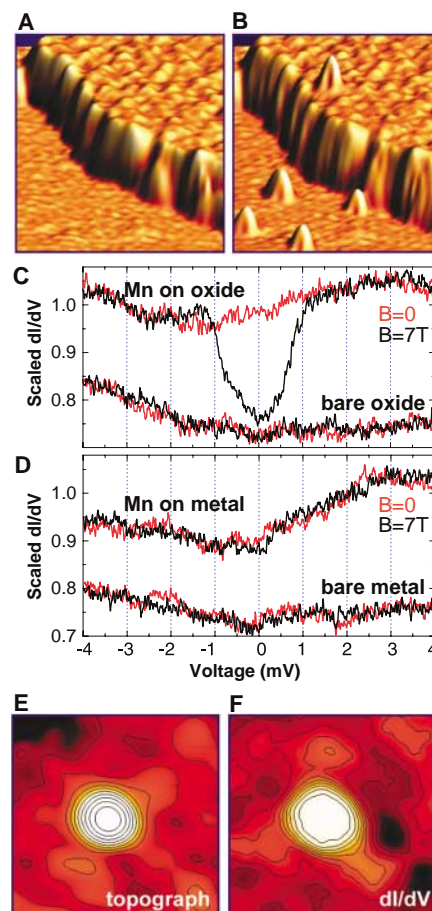 A B
C
Scaled dI/dV
1.0
0.9
0.8
Mn on oxide
B=0
B=7T
bare oxide
D
Scaled dI/dV
1.0
0.9
0.8
0.7
Mn on metal
B=0
B=7T
bare metal
-4 -3 -2 -1 0 1 2 3 4
Voltage (mV)
E F
topograph dI/dV